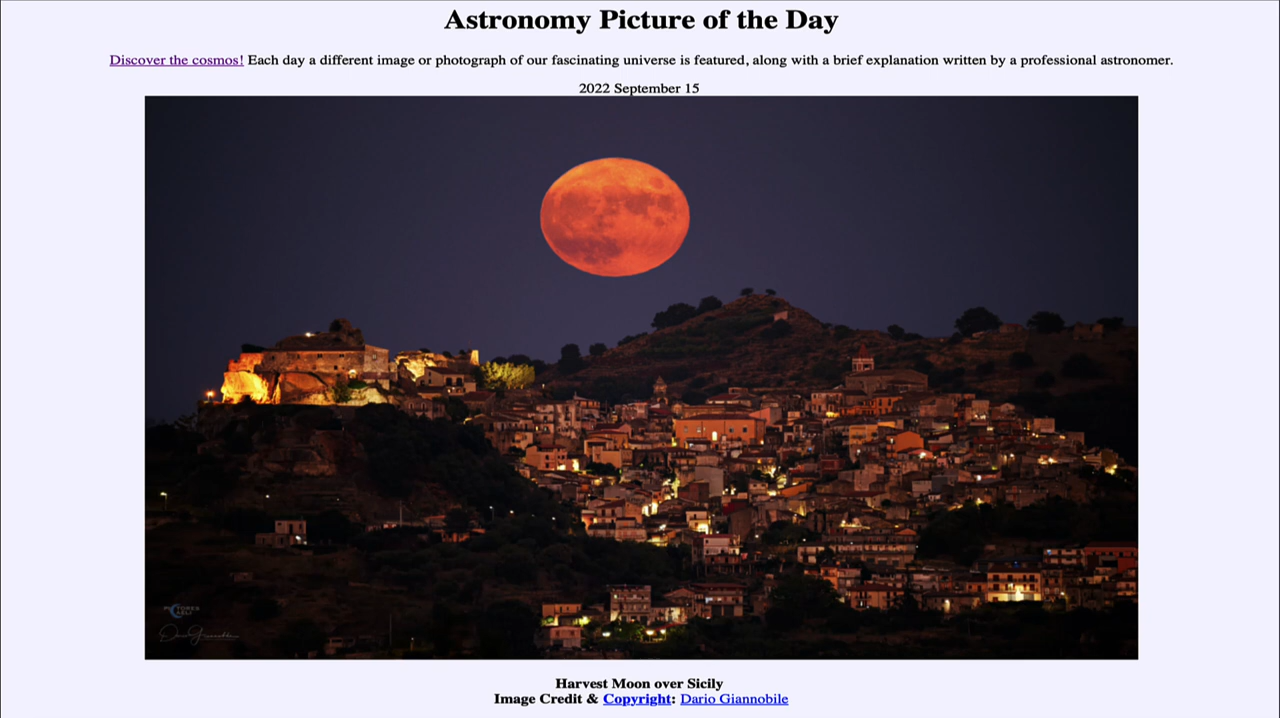 Astronomy Picture of the Day
Discover the cosmos! Each day a different image or photograph of our fascinating universe is featured, along with a brief explanation written by a professional astronomer.
2022 September 15
Harvest Moon over Sicily
Image Credit & Copyright: Dario Giannobile